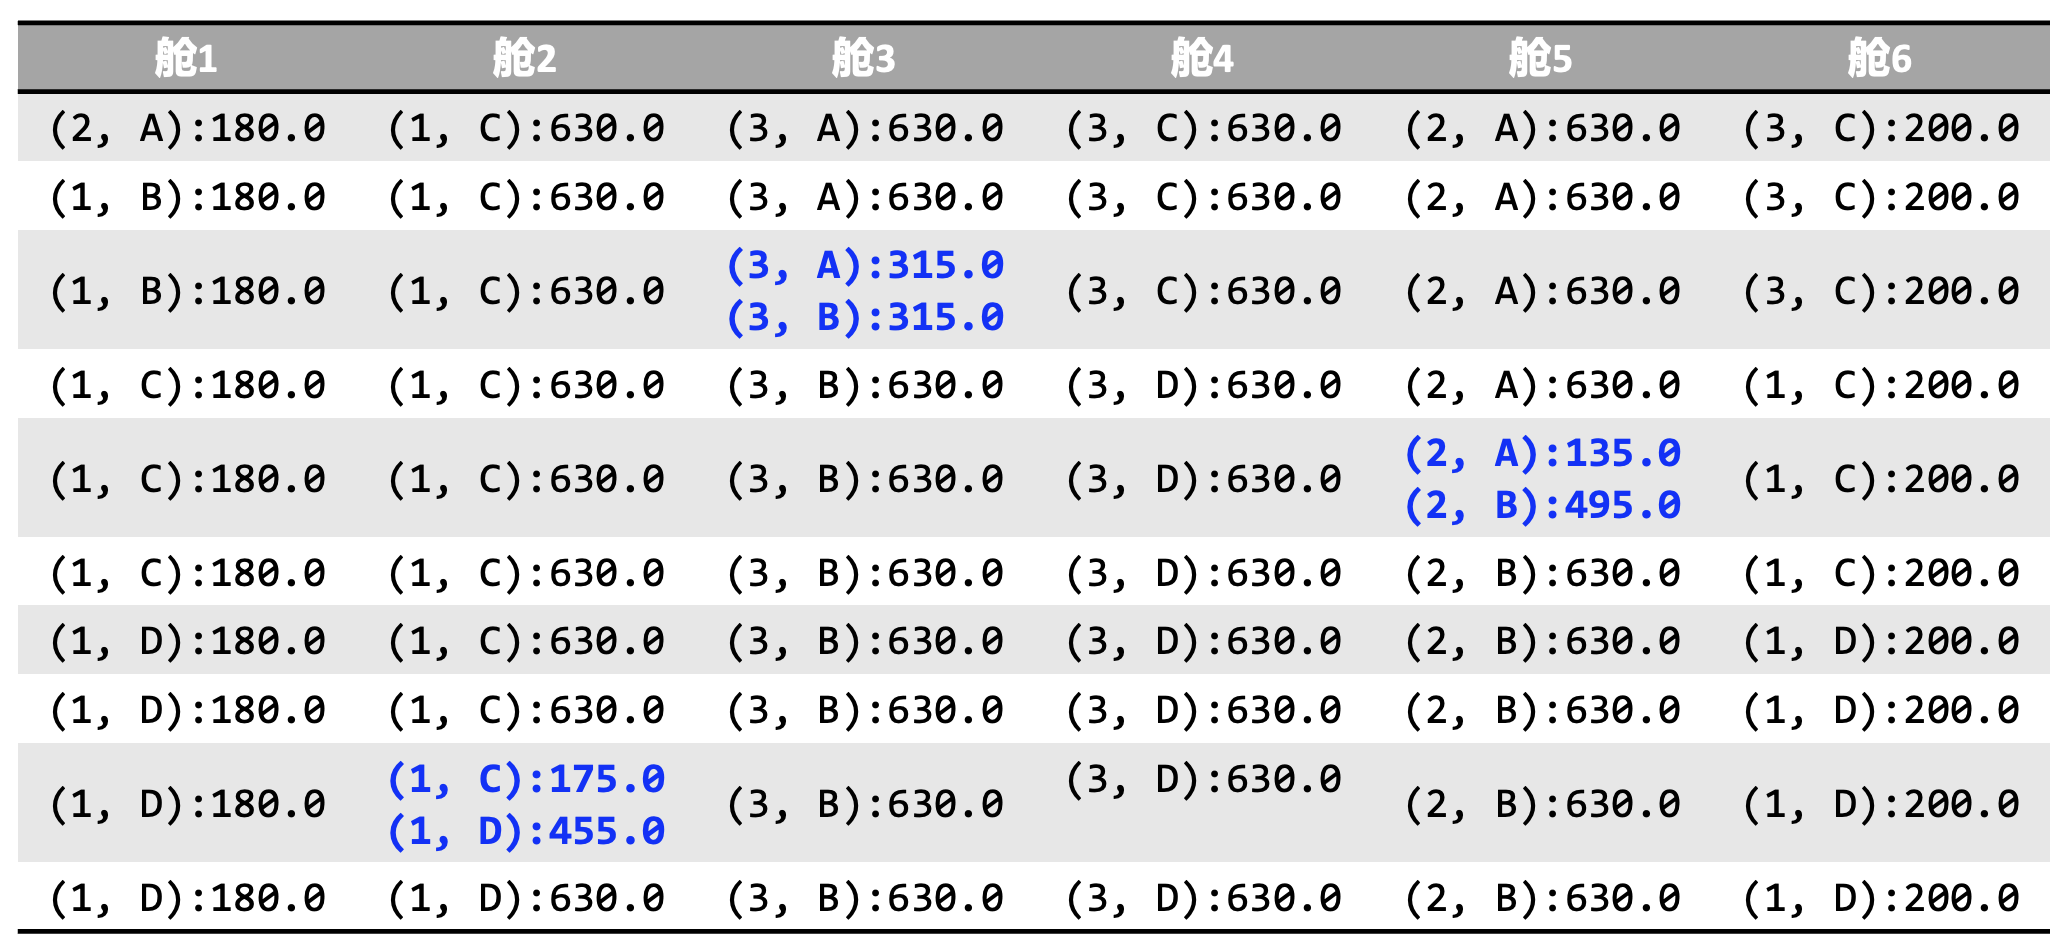 舱1 舱2 舱3 舱4 舱5 舱6
(2, A):180.0 (1, C):630.0 (3, A):630.0 (3, C):630.0 (2, A):630.0 (3, C):200.0
(1, B):180.0 (1, C):630.0 (3, A):630.0 (3, C):630.0 (2, A):630.0 (3, C):200.0
(1, B):180.0 (1, C):630.0 (3, A):315.0 (3, C):630.0 (2, A):630.0 (3, C):200.0
(3, B):315.0
(1, C):180.0 (1, C):630.0 (3, B):630.0 (3, D):630.0 (2, A):630.0 (1, C):200.0
(1, C):180.0 (1, C):630.0 (3, B):630.0 (3, D):630.0 (2, A):135.0 (1, C):200.0
(2, B):495.0
(1, C):180.0 (1, C):630.0 (3, B):630.0 (3, D):630.0 (2, B):630.0 (1, C):200.0
(1, D):180.0 (1, C):630.0 (3, B):630.0 (3, D):630.0 (2, B):630.0 (1, D):200.0
(1, D):180.0 (1, C):630.0 (3, B):630.0 (3, D):630.0 (2, B):630.0 (1, D):200.0
(1, D):180.0 (1, C):175.0 (3, B):630.0 (3, D):630.0 (2, B):630.0 (1, D):200.0
(1, D):455.0
(1, D):180.0 (1, D):630.0 (3, B):630.0 (3, D):630.0 (2, B):630.0 (1, D):200.0